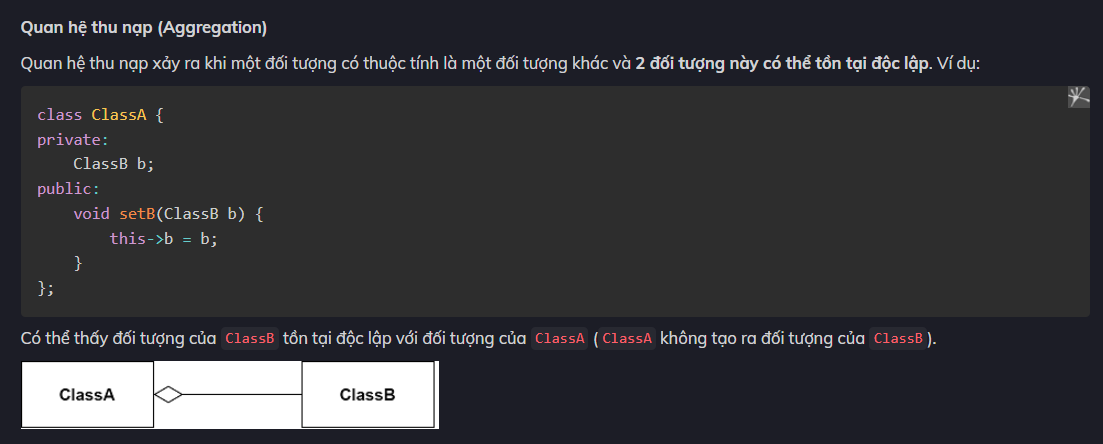 Quan hệ thu nạp (Aggregation)
Quan hệ thu nạp xảy ra khi một đối tượng có thuộc tính là một đối tượng khác và 2 đối tượng này có thể tồn tại độc lập. Ví dụ:
class ClassA {
private:
    ClassB b;
public:
    void setB(ClassB b) {
        this->b = b;
    }
};
Có thể thấy đối tượng của ClassB tồn tại độc lập với đối tượng của ClassA (ClassA không tạo ra đối tượng của ClassB).
ClassA ClassB